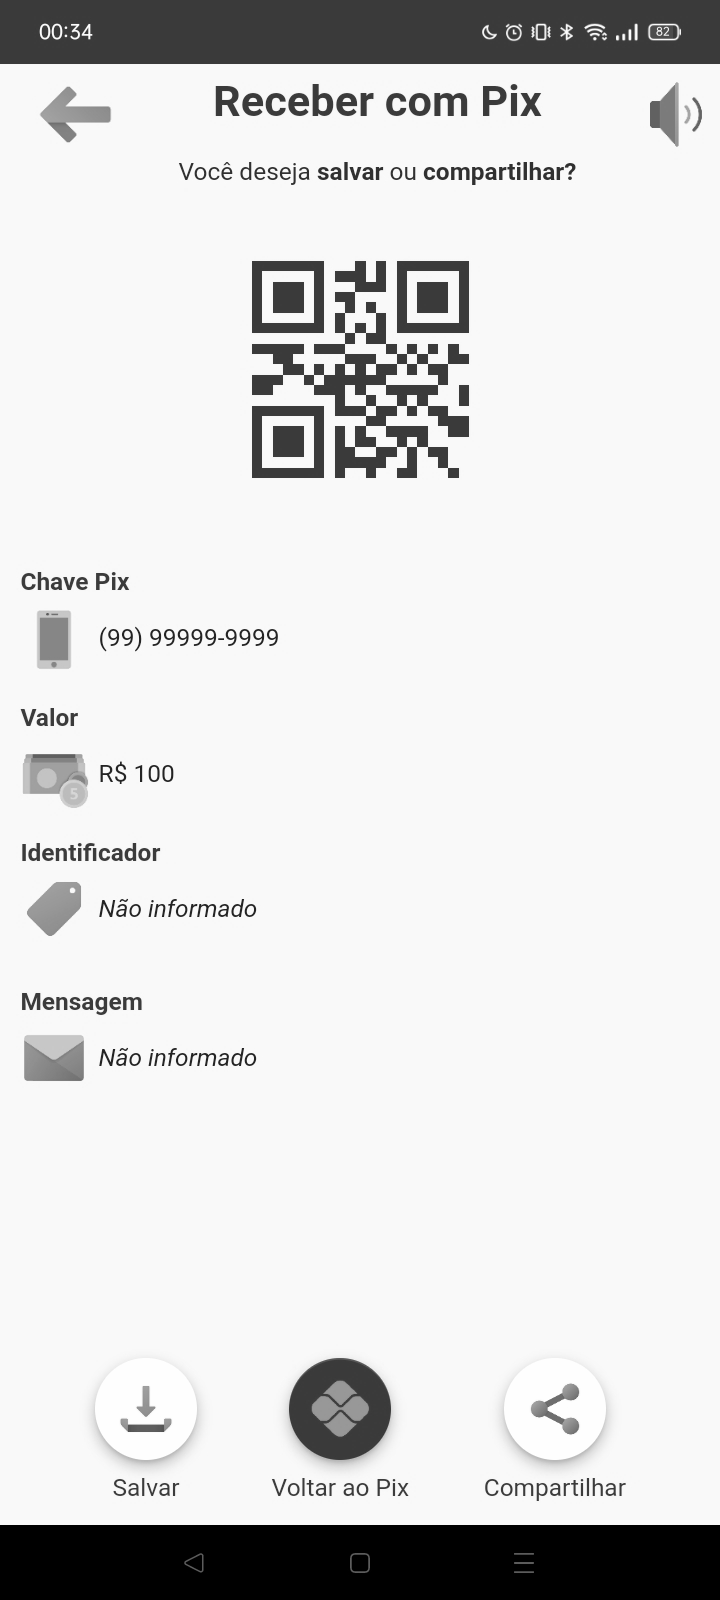 00:34
82
Receber com Pix
Você deseja salvar ou compartilhar?
Chave Pix
(99) 99999-9999
Valor
5
R$ 100
Identificador
Não informado
Mensagem
Não informado
Salvar
Voltar ao Pix
Compartilhar